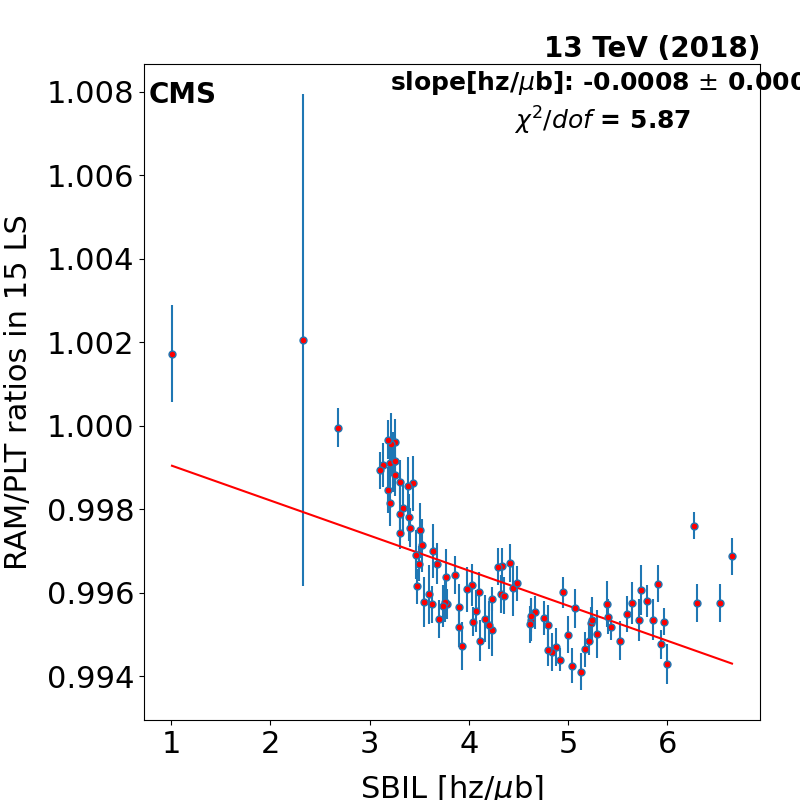 13 TeV (2018)
CMS
slope[hz/μb]: -0.0008 ± 0.000
χ²/dof = 5.87
1.008
1.006
1.004
1.002
1.000
0.998
0.996
0.994
RAM/PLT ratios in 15 LS
1 2 3 4 5 6
SBIL [hz/μb]